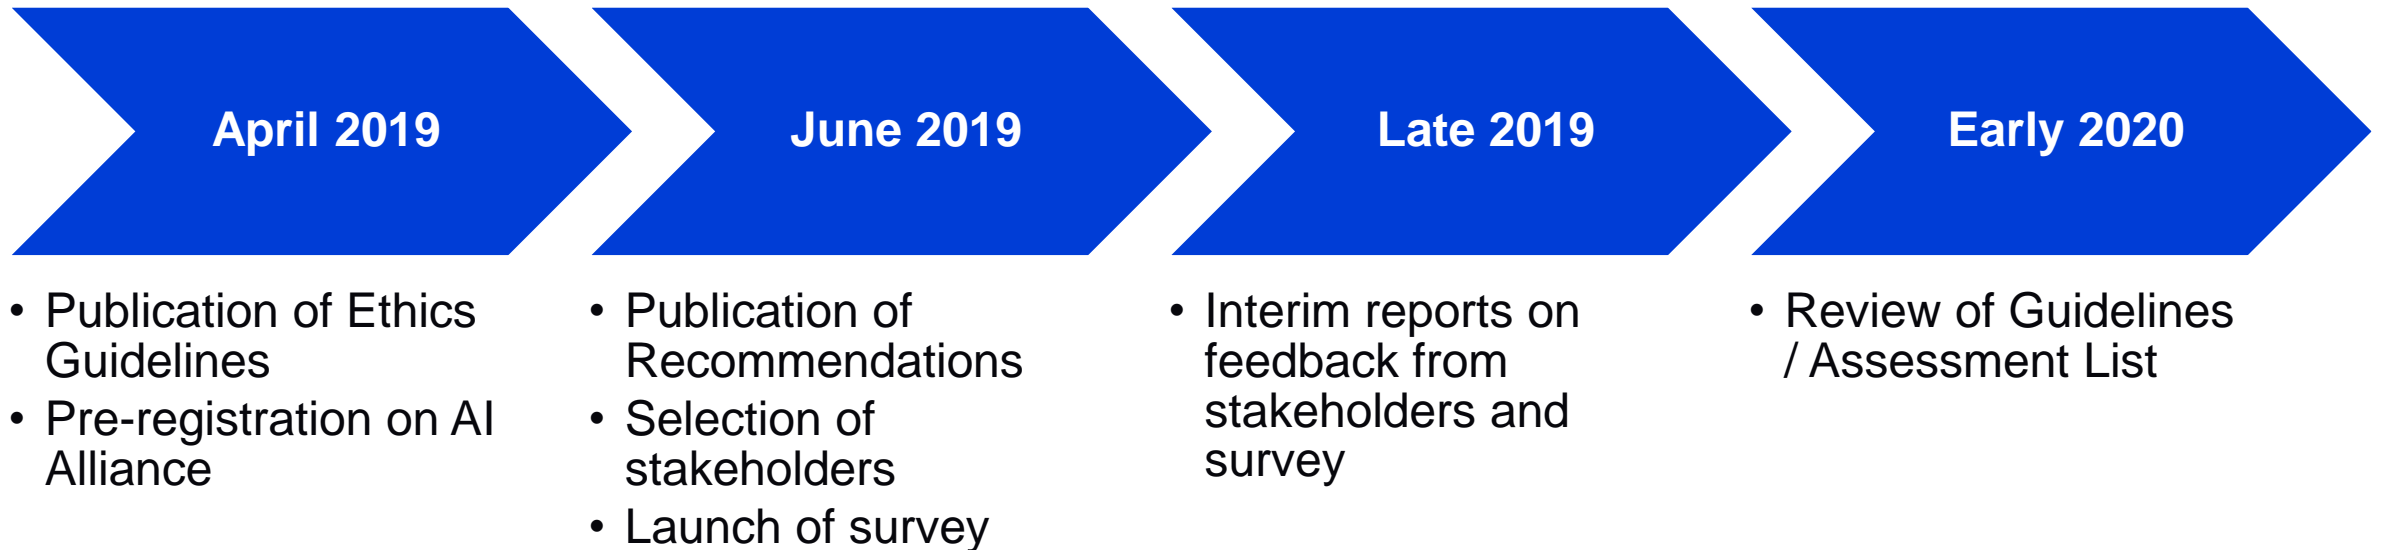 April 2019
• Publication of Ethics
Guidelines
• Pre-registration on AI
Alliance
June 2019
• Publication of
Recommendations
• Selection of
stakeholders
• Launch of survey
Late 2019
• Interim reports on
feedback from
stakeholders and
survey
Early 2020
• Review of Guidelines
/ Assessment List